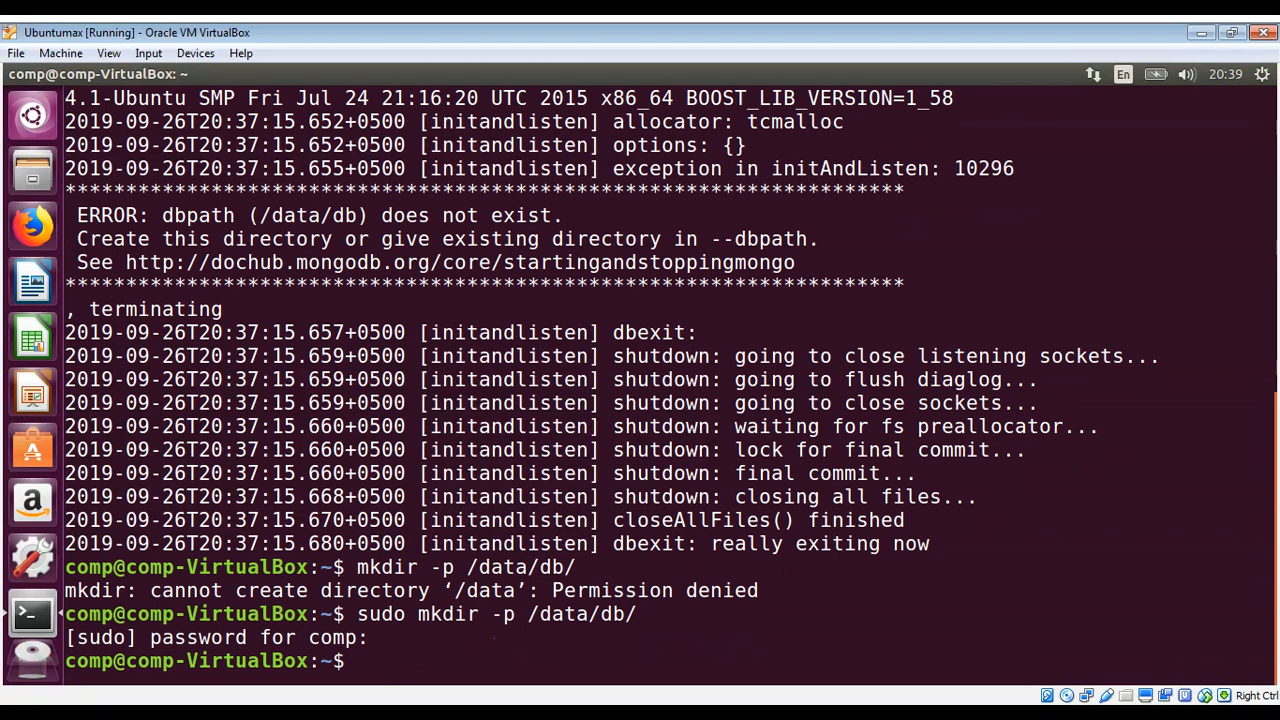 Ubuntumax [Running] - Oracle VM VirtualBox
File Machine View Input Devices Help
comp@comp-VirtualBox: ~ En 20:39
4.1-Ubuntu SMP Fri Jul 24 21:16:20 UTC 2015 x86_64 BOOST_LIB_VERSION=1_58
2019-09-26T20:37:15.652+0500 [initandlisten] allocator: tcmalloc
2019-09-26T20:37:15.652+0500 [initandlisten] options: {}
2019-09-26T20:37:15.655+0500 [initandlisten] exception in initAndListen: 10296
*********************************************************************
ERROR: dbpath (/data/db) does not exist.
Create this directory or give existing directory in --dbpath.
See http://dochub.mongodb.org/core/startingandstoppingmongo
*********************************************************************
, terminating
2019-09-26T20:37:15.657+0500 [initandlisten] dbexit:
2019-09-26T20:37:15.659+0500 [initandlisten] shutdown: going to close listening sockets...
2019-09-26T20:37:15.659+0500 [initandlisten] shutdown: going to flush diaglog...
2019-09-26T20:37:15.659+0500 [initandlisten] shutdown: going to close sockets...
2019-09-26T20:37:15.660+0500 [initandlisten] shutdown: waiting for fs preallocator...
2019-09-26T20:37:15.660+0500 [initandlisten] shutdown: lock for final commit...
2019-09-26T20:37:15.660+0500 [initandlisten] shutdown: final commit...
2019-09-26T20:37:15.668+0500 [initandlisten] shutdown: closing all files...
2019-09-26T20:37:15.670+0500 [initandlisten] closeAllFiles() finished
2019-09-26T20:37:15.680+0500 [initandlisten] dbexit: really exiting now
comp@comp-VirtualBox:~$ mkdir -p /data/db/
mkdir: cannot create directory ‘/data’: Permission denied
comp@comp-VirtualBox:~$ sudo mkdir -p /data/db/
[sudo] password for comp:
comp@comp-VirtualBox:~$
Right Ctrl